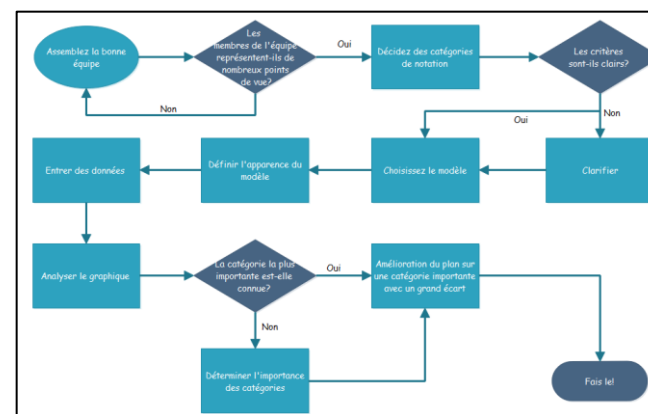 Assemblez la bonne
équipe
Les
membres de l'équipe
représentent-ils de
nombreux points
de vue?
Oui
Non
Décidez des catégories
de notation
Les critères
sont-ils clairs?
Non
Oui
Entrer des données
Définir l'apparence du
modèle
Choisissez le modèle
Clarifier
Analyser le graphique
La catégorie la plus
importante est-elle
connue?
Oui
Non
Amélioration du plan sur
une catégorie importante
avec un grand écart
Déterminer l'importance
des catégories
Fais le!